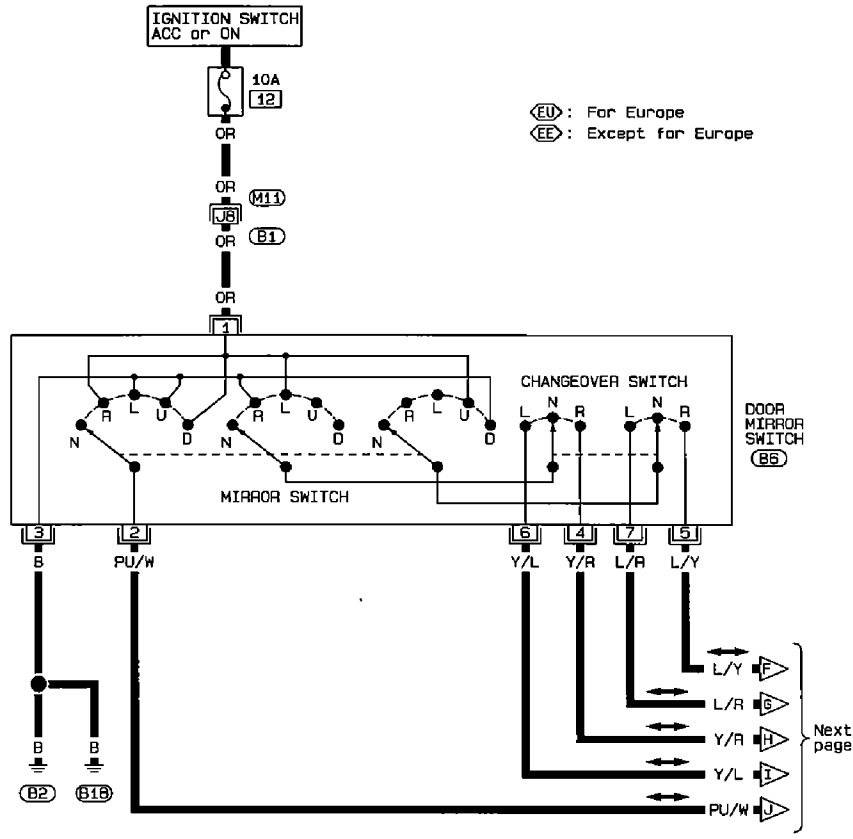 IGNITION SWITCH
ACC or ON
10A
12
EU : For Europe
EE : Except for Europe
OR
OR
M11
J8
OR
B1
OR
1
CHANGEOVER SWITCH
R L U
N D
R L U
N D
R L U
N D
L N R
L N R
DOOR
MIRROR
SWITCH
B6
MIRROR SWITCH
3 2 6 4 7 5
B PU/W Y/L Y/R L/R L/Y
L/Y F
L/R G
Y/R H
Y/L I
PU/W J
Next
page
B B
B2 B18